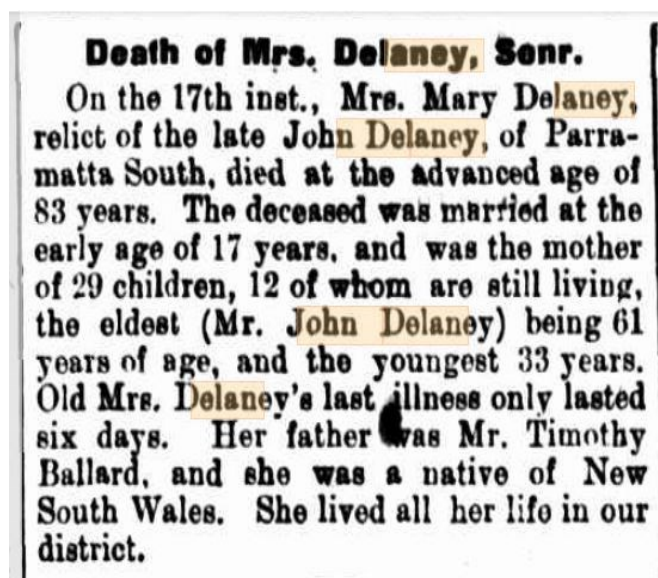 Death of Mrs. Delaney, Senr.
On the 17th inst., Mrs. Mary Delaney,
relict of the late John Delaney, of Parra-
matta South, died at the advanced age of
83 years. The deceased was married at the
early age of 17 years, and was the mother
of 29 children, 12 of whom are still living,
the eldest (Mr. John Delaney) being 61
years of age, and the youngest 33 years.
Old Mrs. Delaney's last illness only lasted
six days. Her father was Mr. Timothy
Ballard, and she was a native of New
South Wales. She lived all her life in our
district.